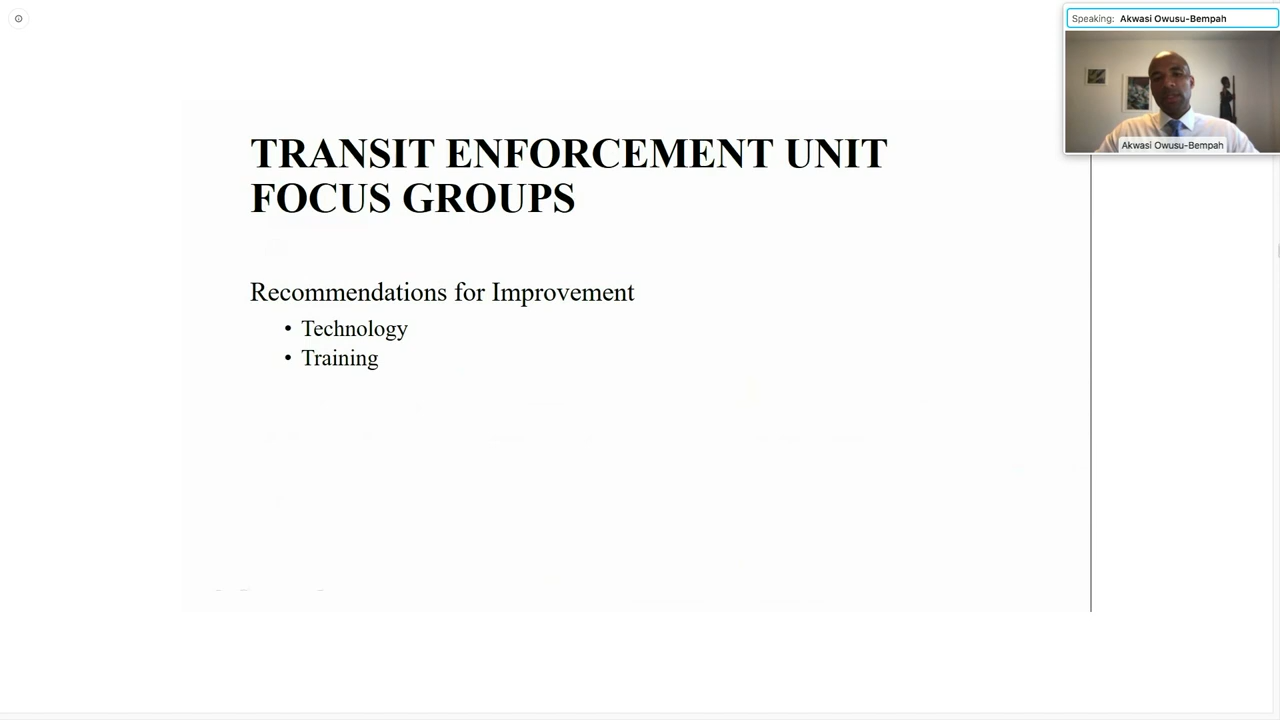 Speaking: Akwasi Owusu-Bempah
Akwasi Owusu-Bempah
TRANSIT ENFORCEMENT UNIT
FOCUS GROUPS
Recommendations for Improvement
• Technology
• Training